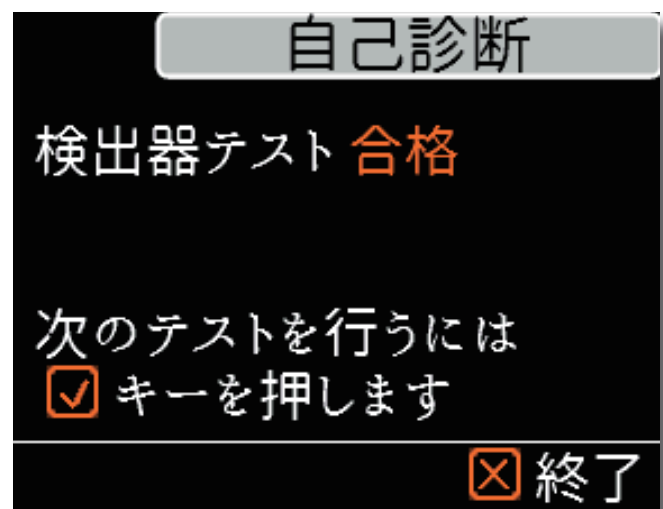 自己診断
検出器テスト 合格
次のテストを行うには
☑ キーを押します
☒ 終了